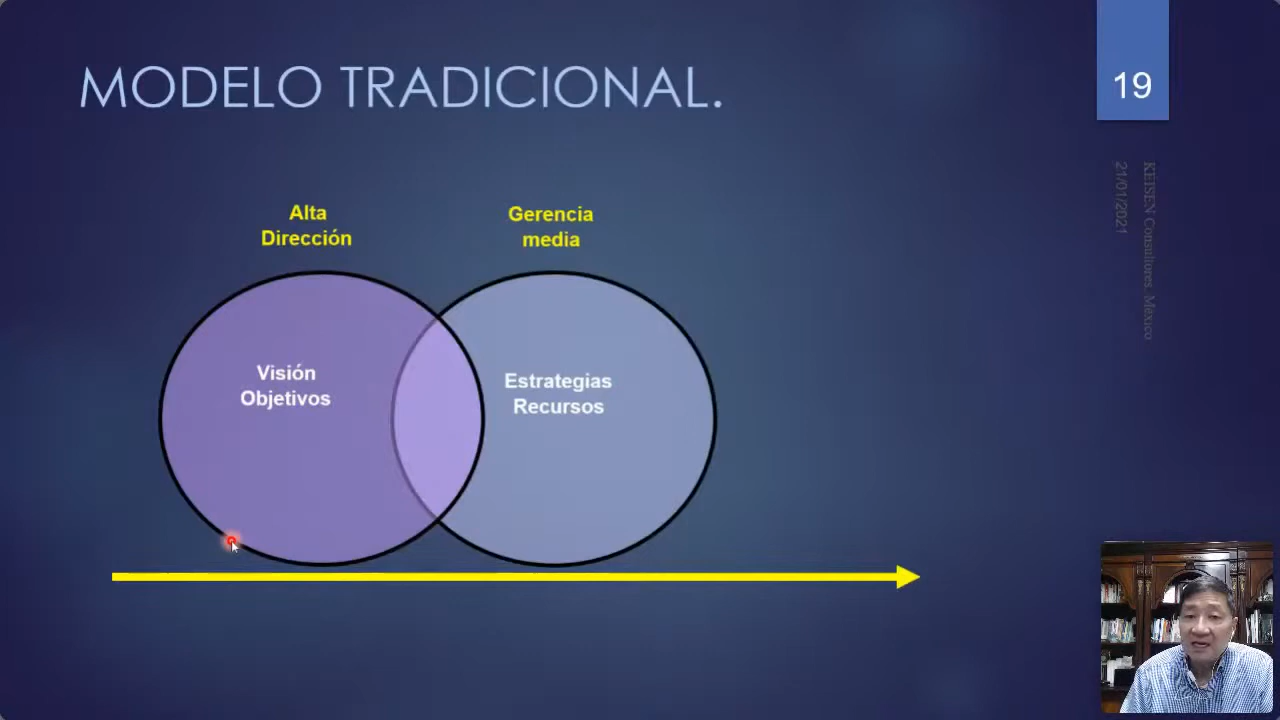 MODELO TRADICIONAL.
19
KEISEN Consultores. México
21/01/2021
Alta
Dirección
Gerencia
media
Visión
Objetivos
Estrategias
Recursos